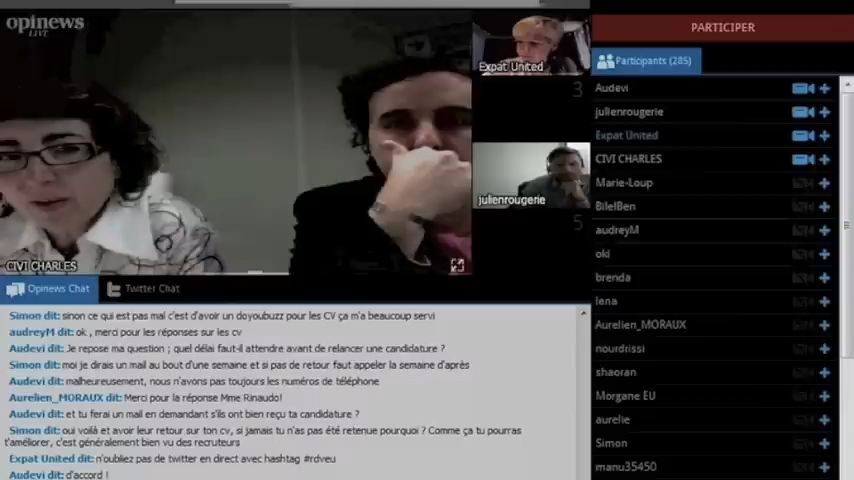 opinews
LIVE
Expat United
3
julienrougerie
5
CIVI CHARLES
PARTICIPER
Participants (285)
Audevi
julienrougerie
Expat United
CIVI CHARLES
Marie-Loup
BilelBen
audreyM
okl
brenda
lena
Aurelien_MORAUX
nourdrissi
shaoran
Morgane EU
aurelie
Simon
manu35450
Opinews Chat
Twitter Chat
Simon dit: sinon ce qui est pas mal c'est d'avoir un doyoubuzz pour les CV ça m'a beaucoup servi
audreyM dit: ok , merci pour les réponses sur les cv
Audevi dit: Je repose ma question ; quel délai faut-il attendre avant de relancer une candidature ?
Simon dit: moi je dirais un mail au bout d'une semaine et si pas de retour faut appeler la semaine d'après
Audevi dit: malheureusement, nous n'avons pas toujours les numéros de téléphone
Aurelien_MORAUX dit: Merci pour la réponse Mme Rinaudo!
Audevi dit: et tu ferai un mail en demandant s'ils ont bien reçu ta candidature ?
Simon dit: oui voilà et avoir leur retour sur ton cv, si jamais tu n'as pas été retenue pourquoi ? Comme ça tu pourras
t'améliorer, c'est généralement bien vu des recruteurs
Expat United dit: n'oubliez pas de twitter en direct avec hashtag #rdveu
Audevi dit: d'accord !